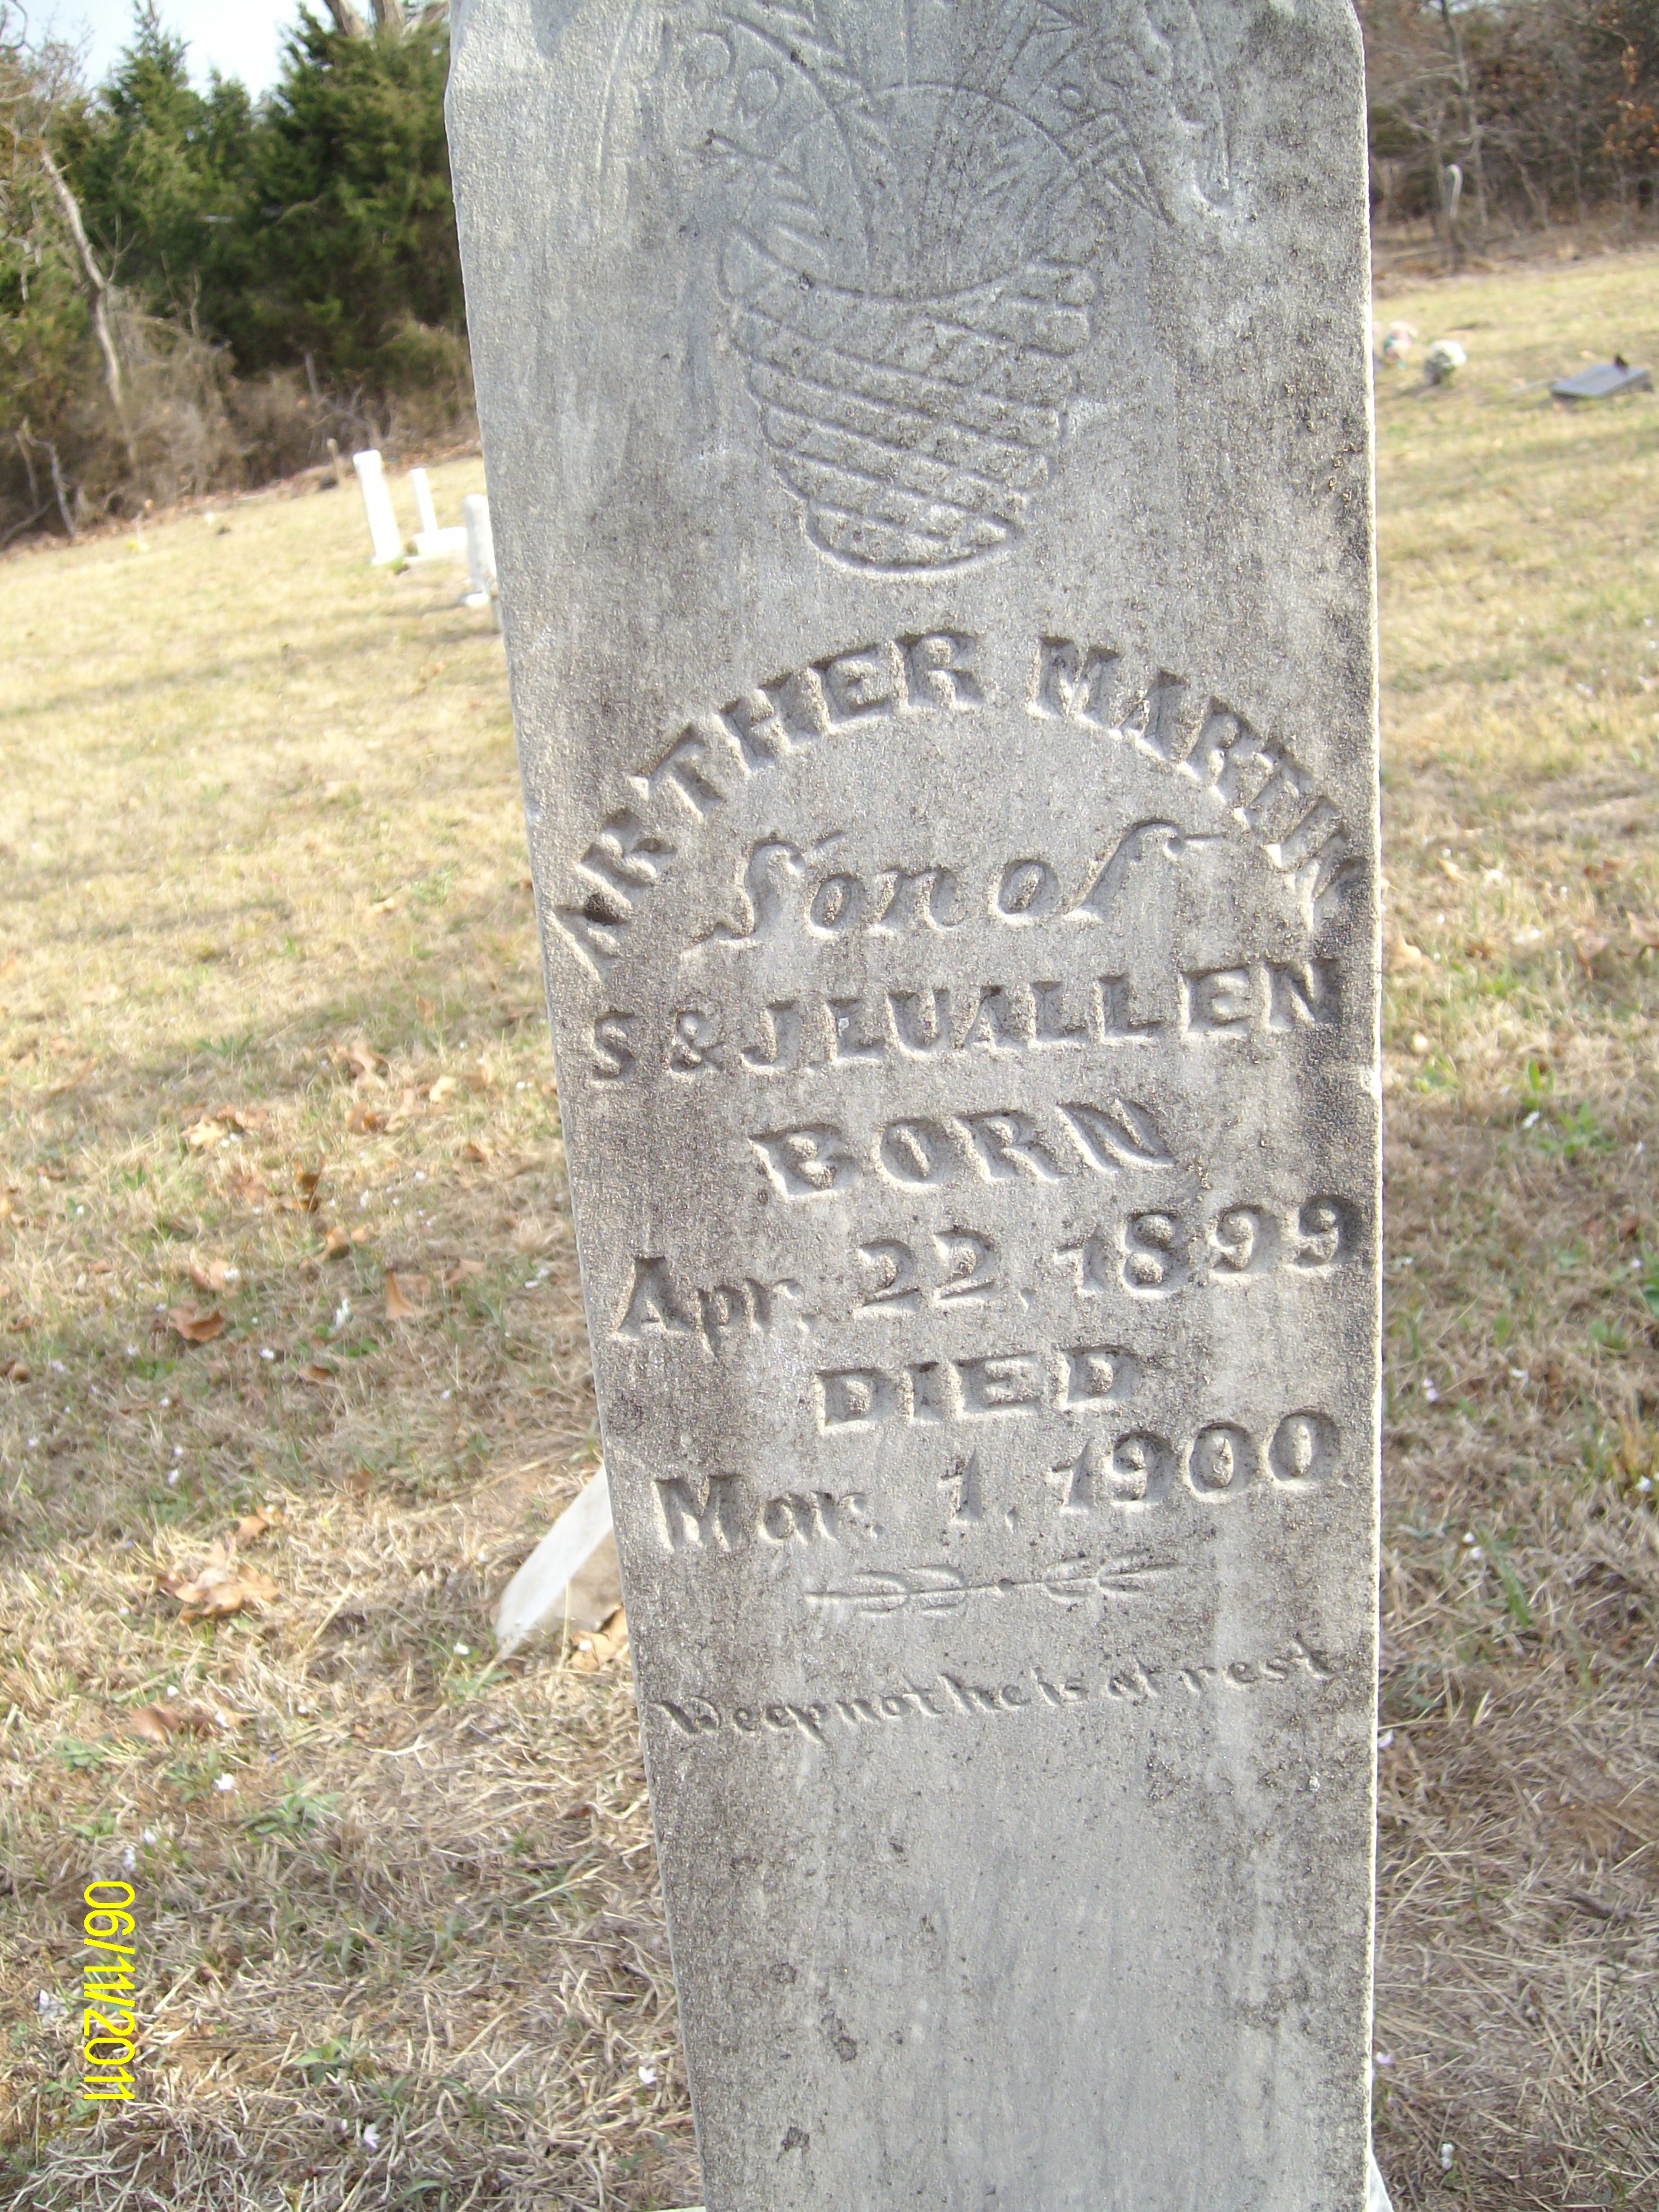 ARTHER MARTIN
Son of
S & J. LUALLEN
BORN
Apr. 22, 1899
DIED
Mar. 1, 1900.
Weep not he is at rest
06/11/2011